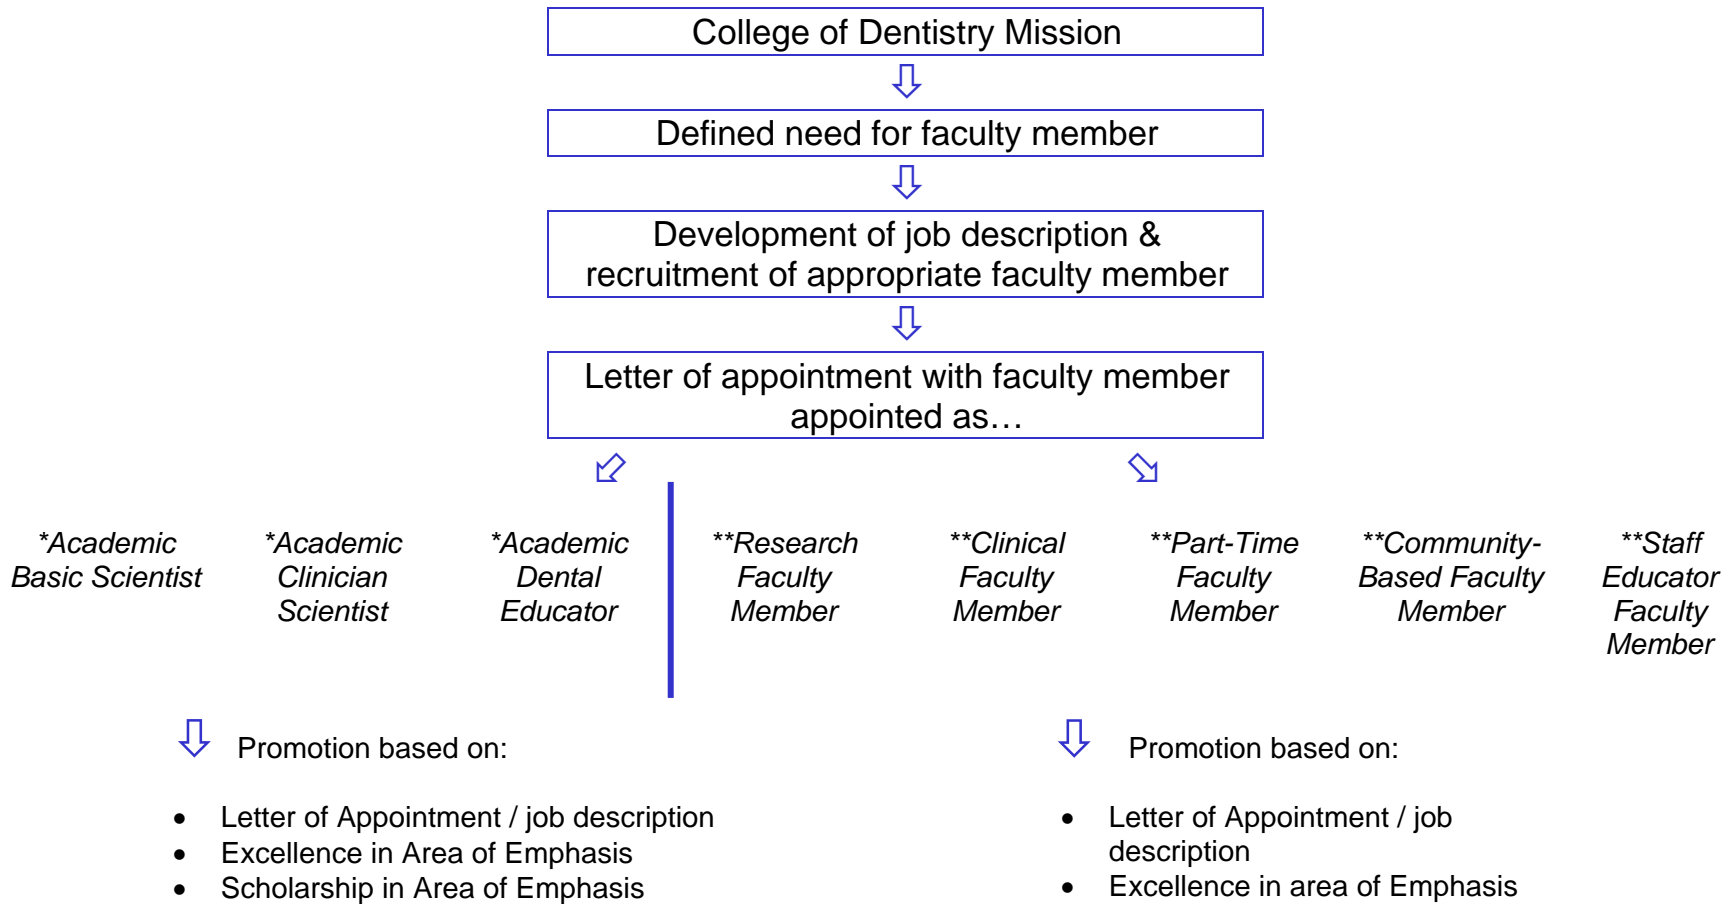 College of Dentistry Mission
Defined need for faculty member
Development of job description &
recruitment of appropriate faculty member
Letter of appointment with faculty member
appointed as…
*Academic
Basic Scientist
*Academic
Clinician
Scientist
*Academic
Dental
Educator
**Research
Faculty
Member
**Clinical
Faculty
Member
**Part-Time
Faculty
Member
**Community-
Based Faculty
Member
**Staff
Educator
Faculty
Member
Promotion based on:
• Letter of Appointment / job description
• Excellence in Area of Emphasis
• Scholarship in Area of Emphasis
Promotion based on:
• Letter of Appointment / job
description
• Excellence in area of Emphasis